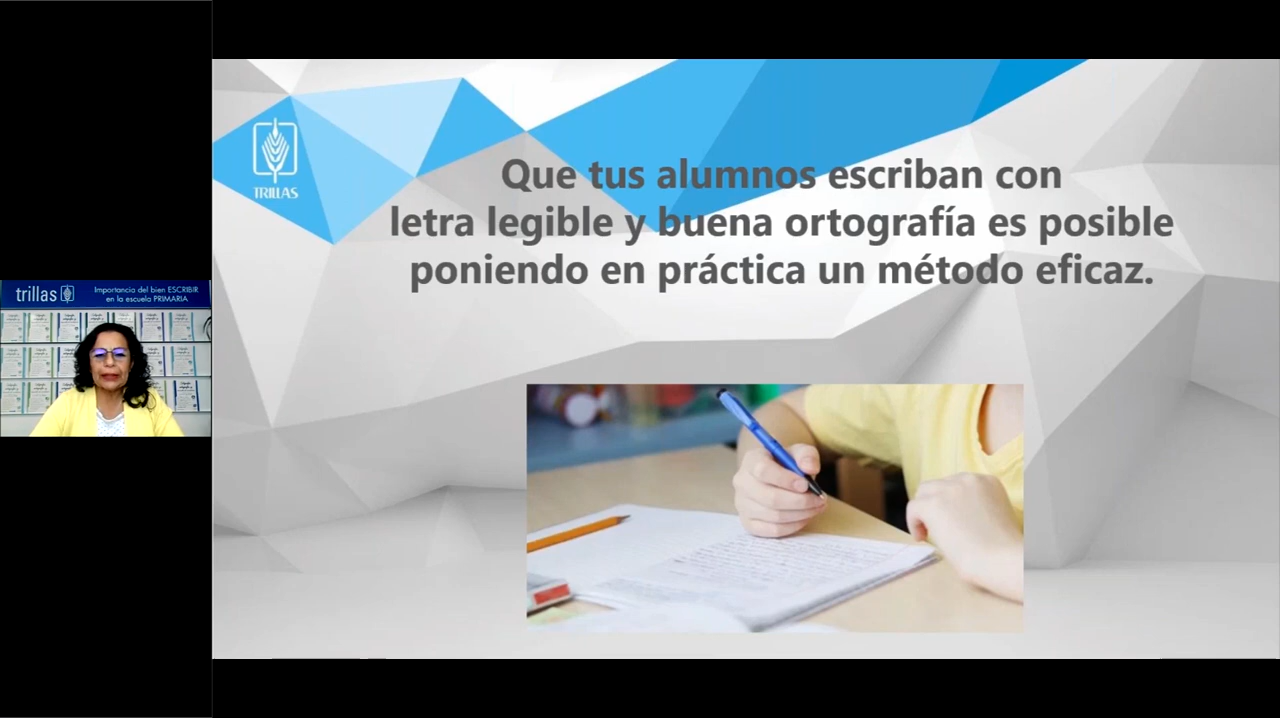 TRILLAS
Que tus alumnos escriban con
letra legible y buena ortografía es posible
poniendo en práctica un método eficaz.
trillas
Importancia del bien ESCRIBIR
en la escuela PRIMARIA